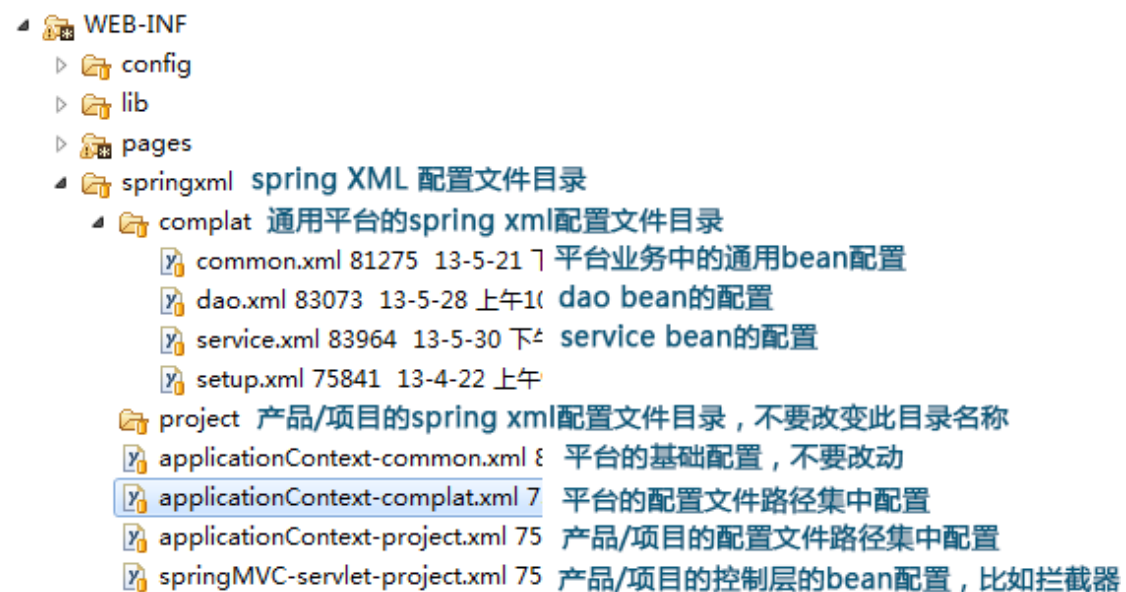 WEB-INF
config
lib
pages
springxml spring XML 配置文件目录
complat 通用平台的spring xml配置文件目录
common.xml 81275 13-5-21 下 平台业务中的通用bean配置
dao.xml 83073 13-5-28 上午10 dao bean的配置
service.xml 83964 13-5-30 下午 service bean的配置
setup.xml 75841 13-4-22 上午
project 产品/项目的spring xml配置文件目录，不要改变此目录名称
applicationContext-common.xml 8 平台的基础配置，不要改动
applicationContext-complat.xml 7 平台的配置文件路径集中配置
applicationContext-project.xml 75 产品/项目的配置文件路径集中配置
springMVC-servlet-project.xml 75 产品/项目的控制层的bean配置，比如拦截器